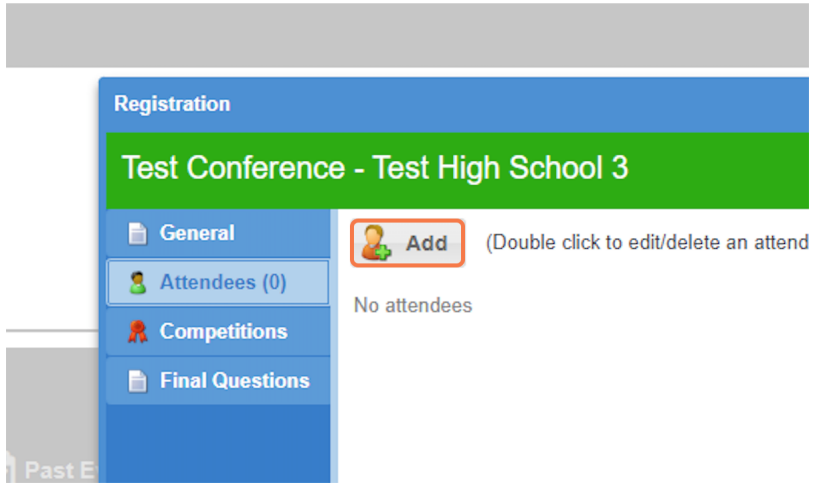 Registration
Test Conference - Test High School 3
General
Add (Double click to edit/delete an attend
Attendees (0)
No attendees
Competitions
Final Questions
Past E